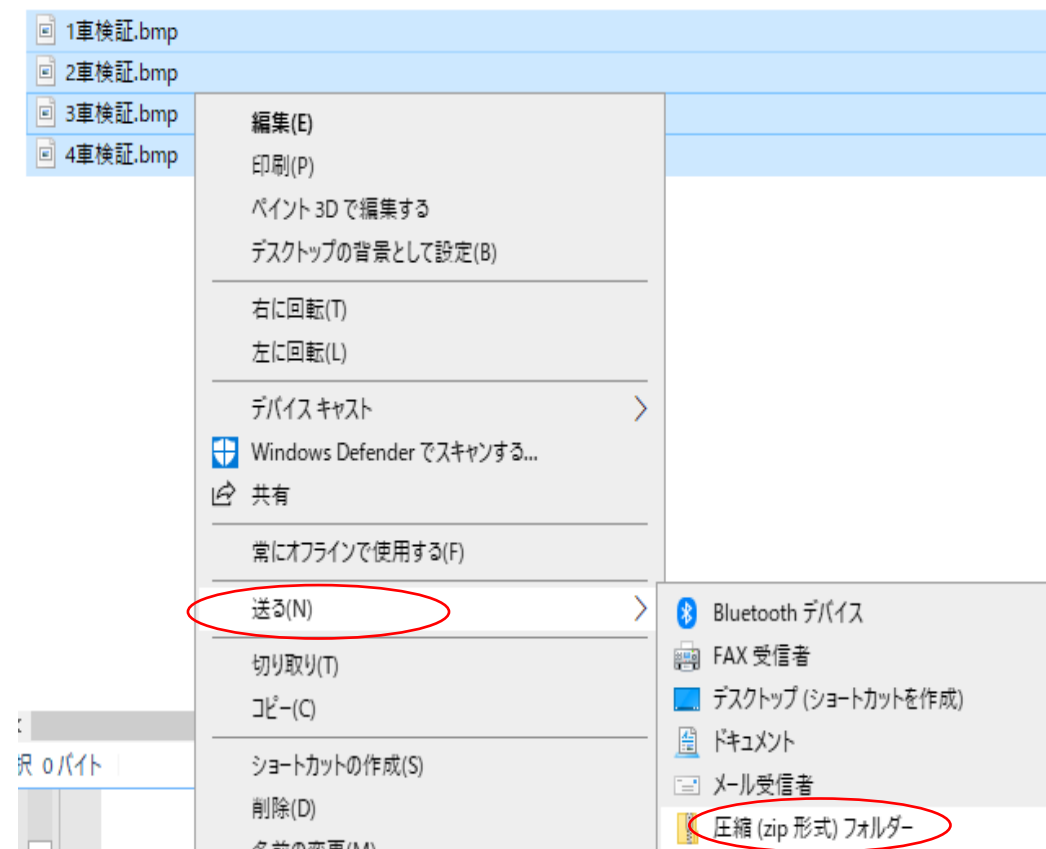 1車検証.bmp
2車検証.bmp
3車検証.bmp
4車検証.bmp
編集(E)
印刷(P)
ペイント 3D で編集する
デスクトップの背景として設定(B)
右に回転(T)
左に回転(L)
デバイス キャスト
Windows Defender でスキャンする...
共有
常にオフラインで使用する(F)
送る(N)
切り取り(T)
コピー(C)
ショートカットの作成(S)
削除(D)
名前の変更(M)
Bluetooth デバイス
FAX 受信者
デスクトップ (ショートカットを作成)
ドキュメント
メール受信者
圧縮 (zip 形式) フォルダー
択 0 バイト